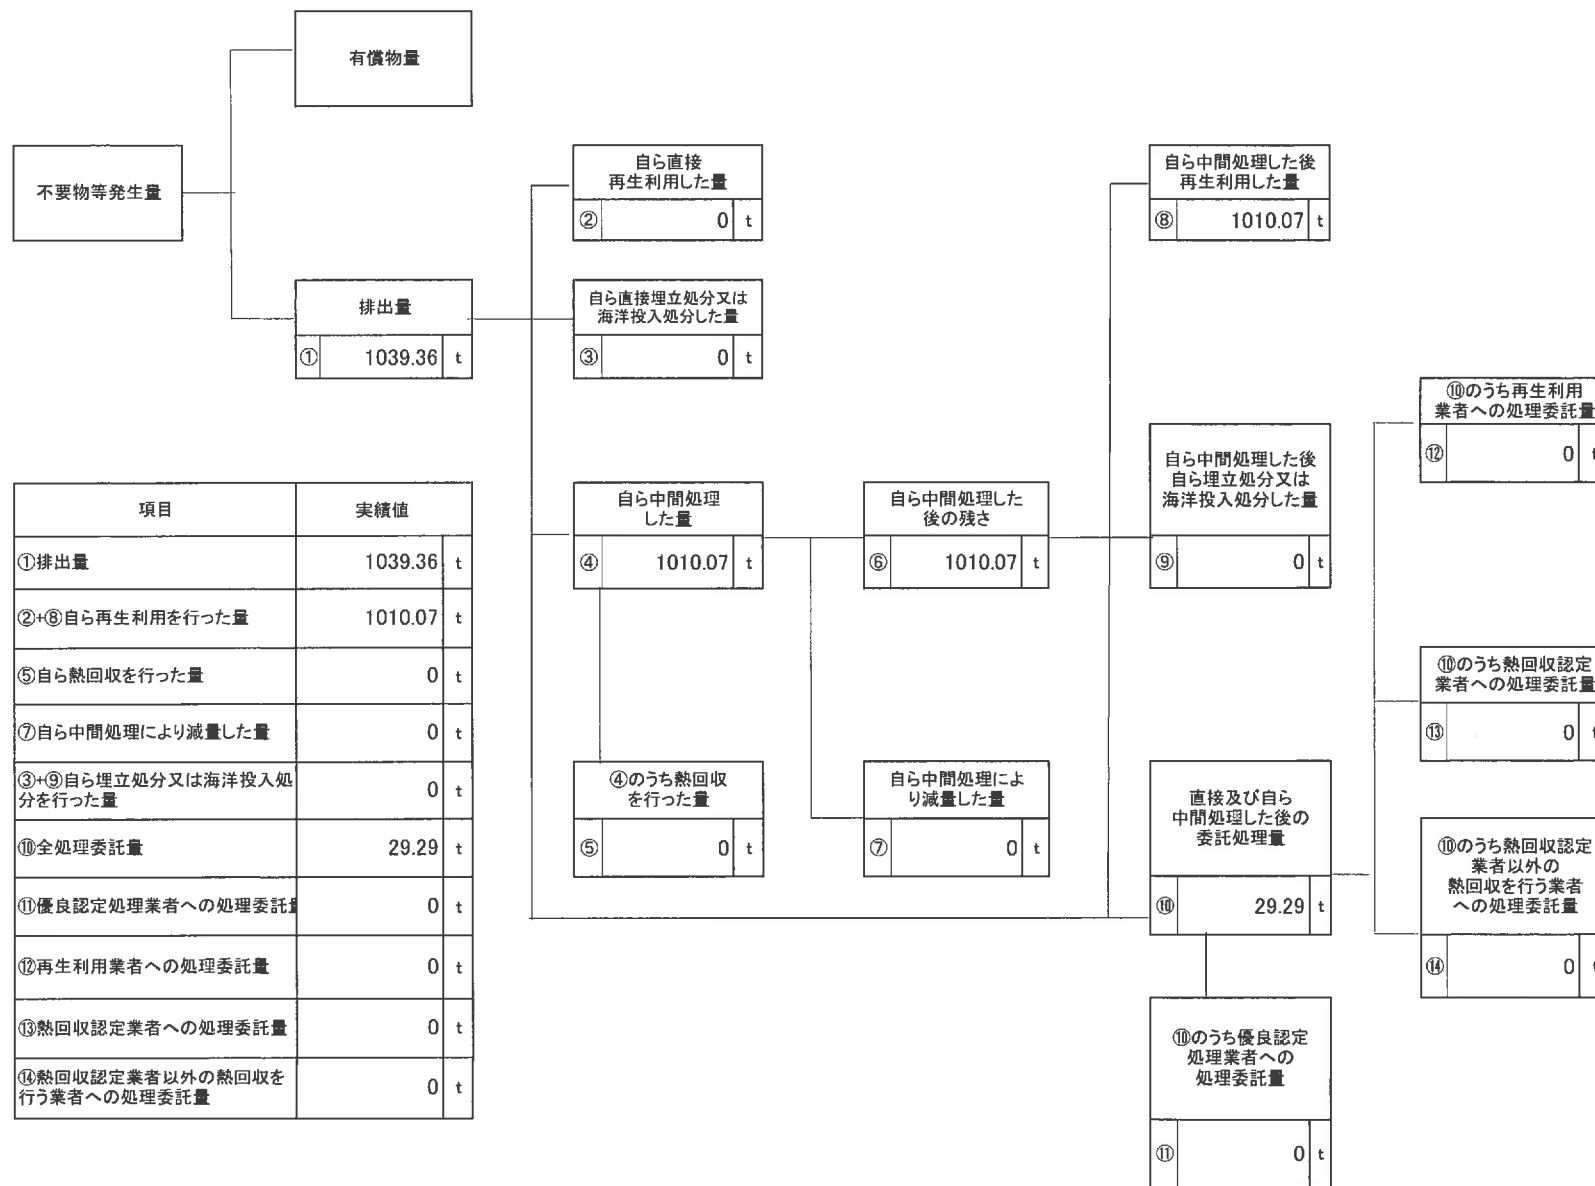 有償物量
不要物等発生量
排出量
① 1039.36 t
自ら直接
再生利用した量
② 0 t
自ら直接埋立処分又は
海洋投入処分した量
③ 0 t
自ら中間処理
した量
④ 1010.07 t
④のうち熱回収
を行った量
⑤ 0 t
自ら中間処理した
後の残さ
⑥ 1010.07 t
自ら中間処理によ
り減量した量
⑦ 0 t
自ら中間処理した後
再生利用した量
⑧ 1010.07 t
自ら中間処理した後
自ら埋立処分又は
海洋投入処分した量
⑨ 0 t
直接及び自ら
中間処理した後の
委託処理量
⑩ 29.29 t
⑩のうち優良認定
処理業者への
処理委託量
⑪ 0 t
⑩のうち再生利用
業者への処理委託量
⑫ 0 t
⑩のうち熱回収認定
業者への処理委託量
⑬ 0 t
⑩のうち熱回収認定
業者以外の
熱回収を行う業者
への処理委託量
⑭ 0
項目 実績値
①排出量 1039.36 t
②+⑧自ら再生利用を行った量 1010.07 t
⑤自ら熱回収を行った量 0 t
⑦自ら中間処理により減量した量 0 t
③+⑨自ら埋立処分又は海洋投入処
分を行った量 0 t
⑩全処理委託量 29.29 t
⑪優良認定処理業者への処理委託量 0 t
⑫再生利用業者への処理委託量 0 t
⑬熱回収認定業者への処理委託量 0 t
⑭熱回収認定業者以外の熱回収を
行う業者への処理委託量 0 t